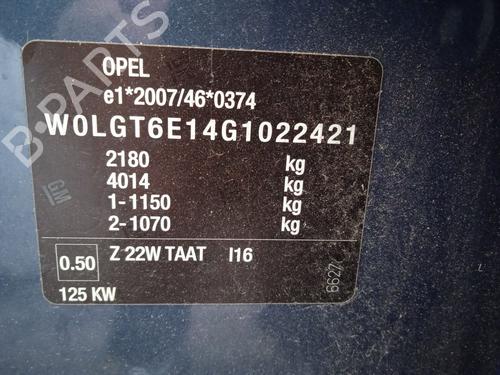 OPEL
e1*2007/46*0374
W0LGT6E14G1022421
2180 kg
4014 kg
1-1150 kg
2-1070 kg
0.50 Z 22W TAAT I16
125 KW
6627
GM
B-PARTS